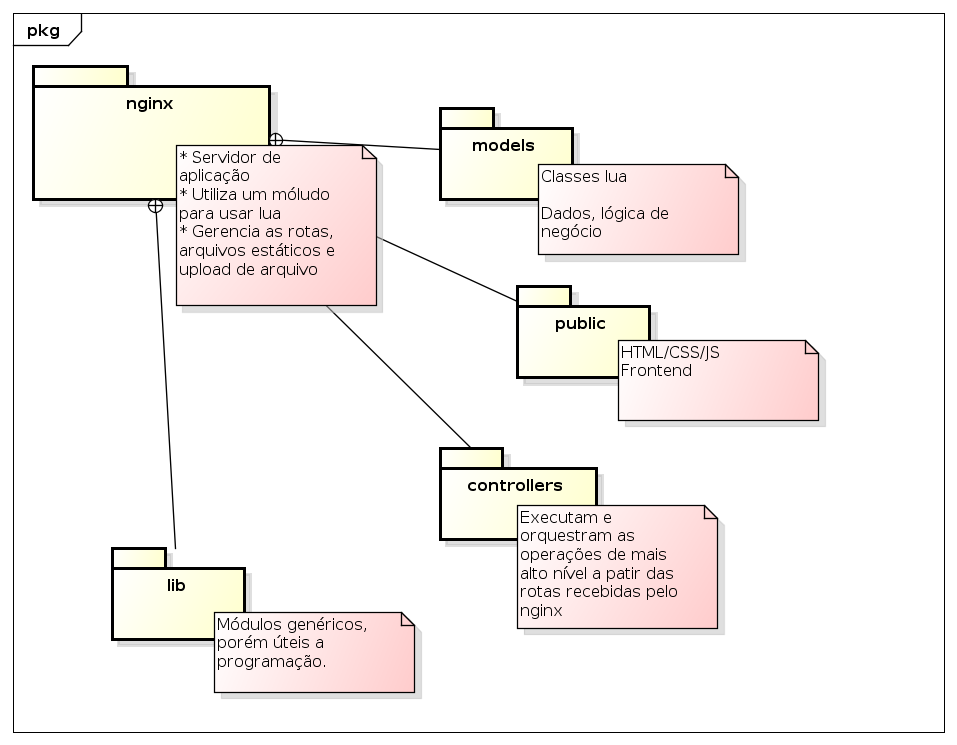 pkg
nginx
* Servidor de
aplicação
* Utiliza um móludo
para usar lua
* Gerencia as rotas,
arquivos estáticos e
upload de arquivo
models
Classes lua
Dados, lógica de
negócio
public
HTML/CSS/JS
Frontend
controllers
Executam e
orquestram as
operações de mais
alto nível a patir das
rotas recebidas pelo
nginx
lib
Módulos genéricos,
porém úteis a
programação.